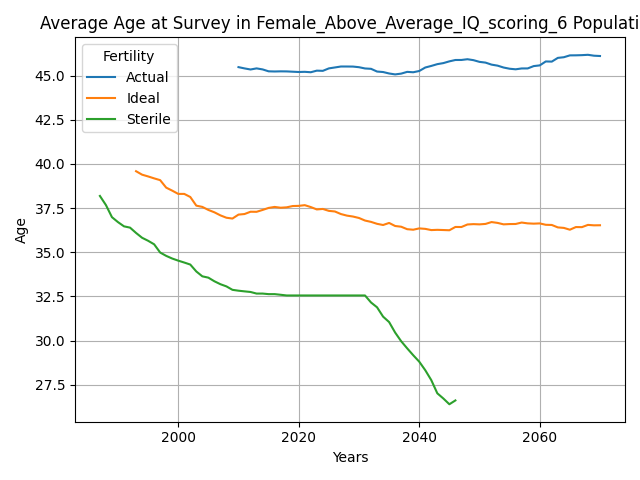 Average Age at Survey in Female_Above_Average_IQ_scoring_6 Populati
Fertility
Actual
Ideal
Sterile
45.0
42.5
40.0
37.5
35.0
32.5
30.0
27.5
Age
2000 2020 2040 2060
Years